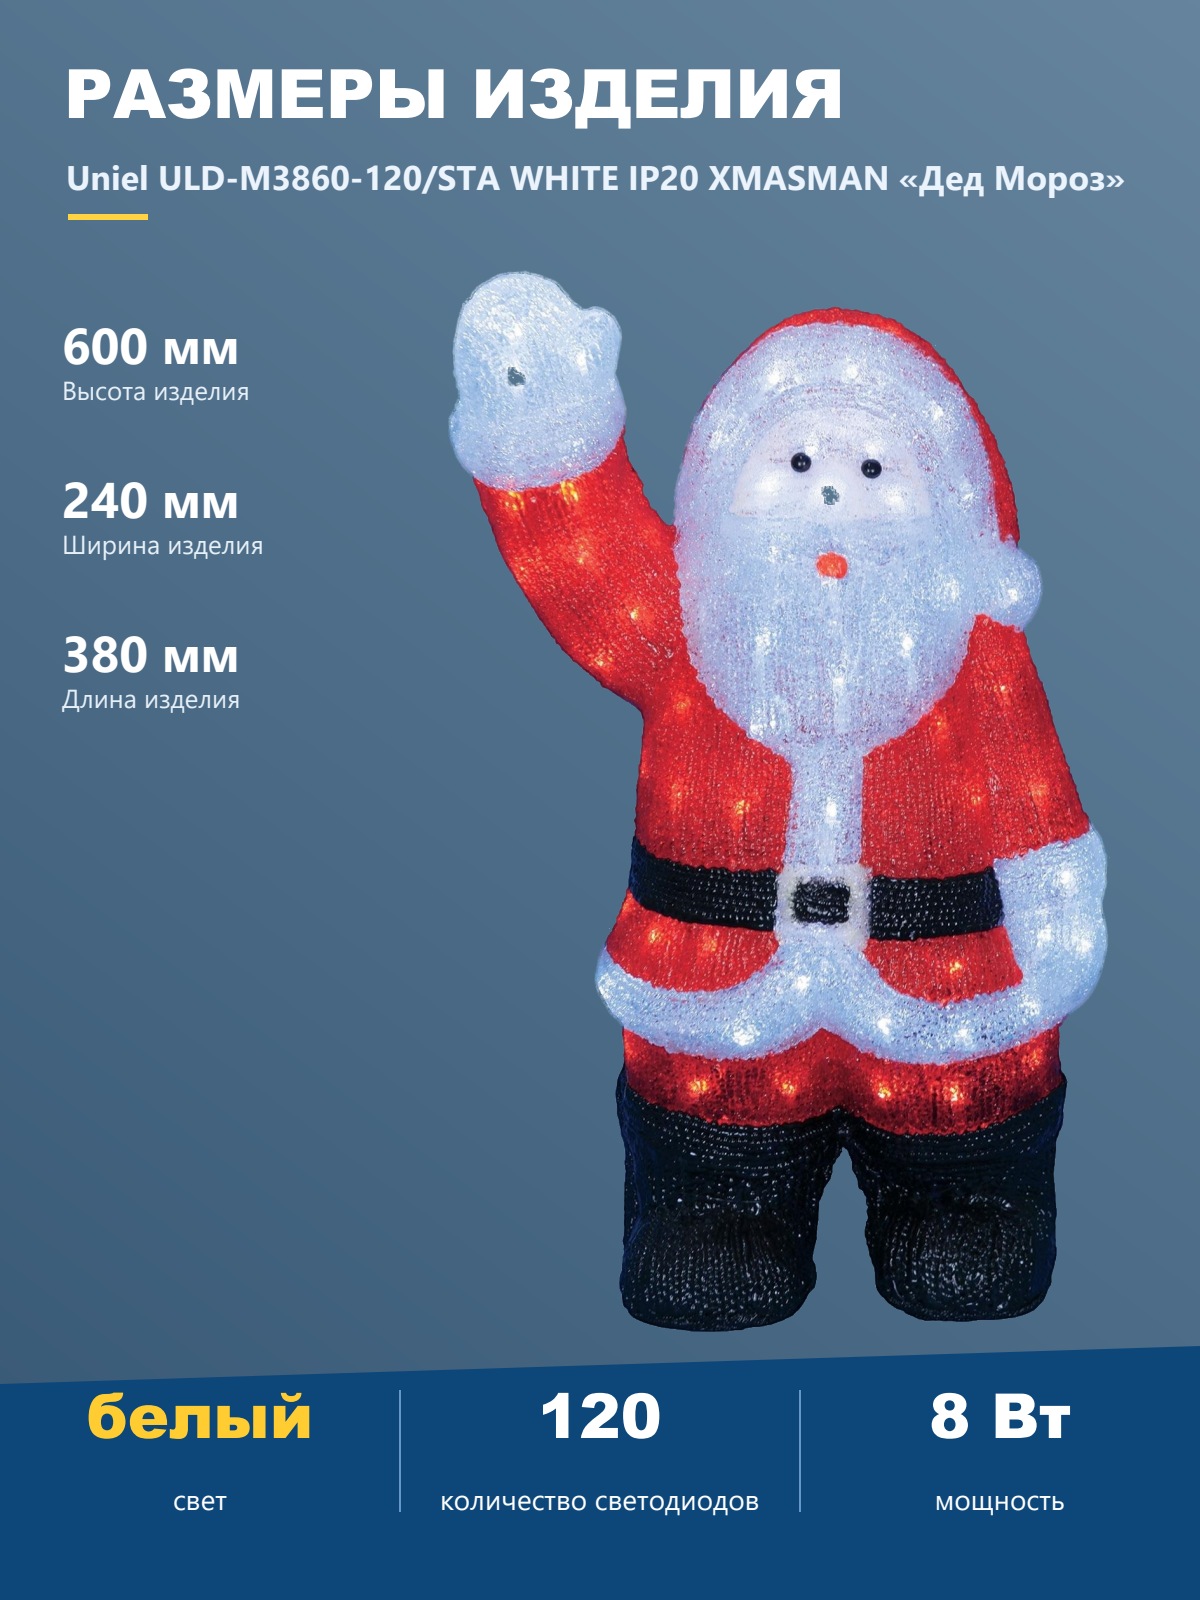 РАЗМЕРЫ ИЗДЕЛИЯ
Uniel ULD-M3860-120/STA WHITE IP20 XMASMAN «Дед Мороз»
600 мм
Высота изделия
240 мм
Ширина изделия
380 мм
Длина изделия
белый
свет
120
количество светодиодов
8 Вт
мощность